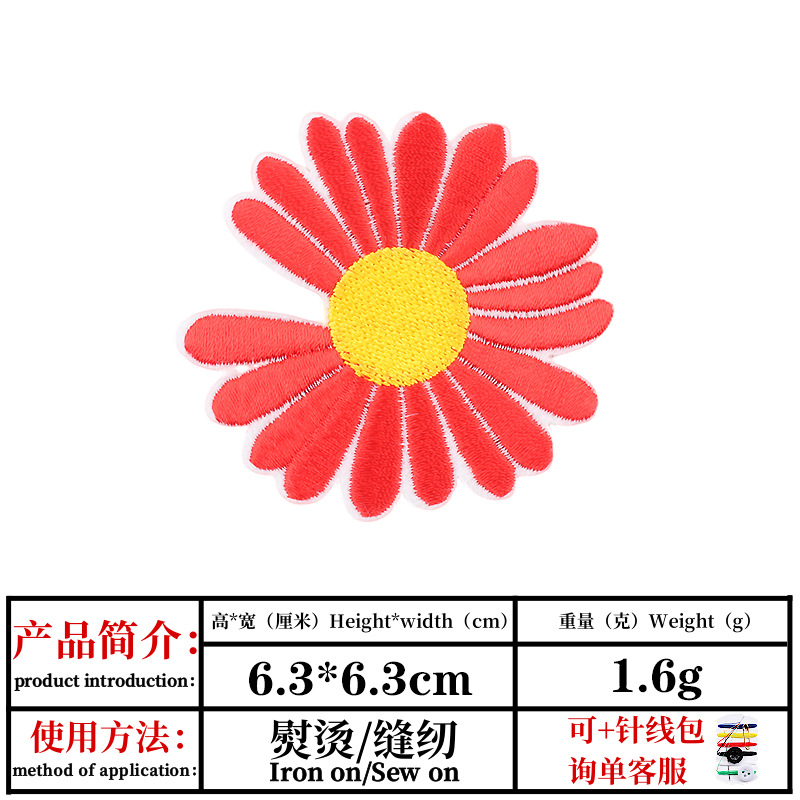 产品简介：
product introduction：
高*宽（厘米）Height*width（cm）
重量（克）Weight（g）
6.3*6.3cm
1.6g
使用方法：
method of application：
熨烫/缝纫
Iron on/Sew on
可+针线包
询单客服